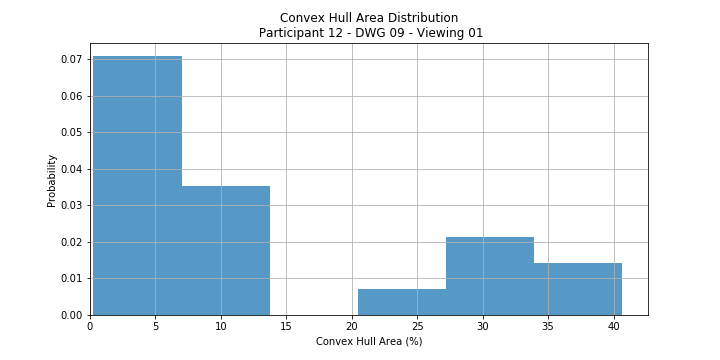 Convex Hull Area Distribution
Participant 12 - DWG 09 - Viewing 01
0.07
0.06
0.05
0.04
0.03
0.02
0.01
0.00
Probability
0 5 10 15 20 25 30 35 40
Convex Hull Area (%)